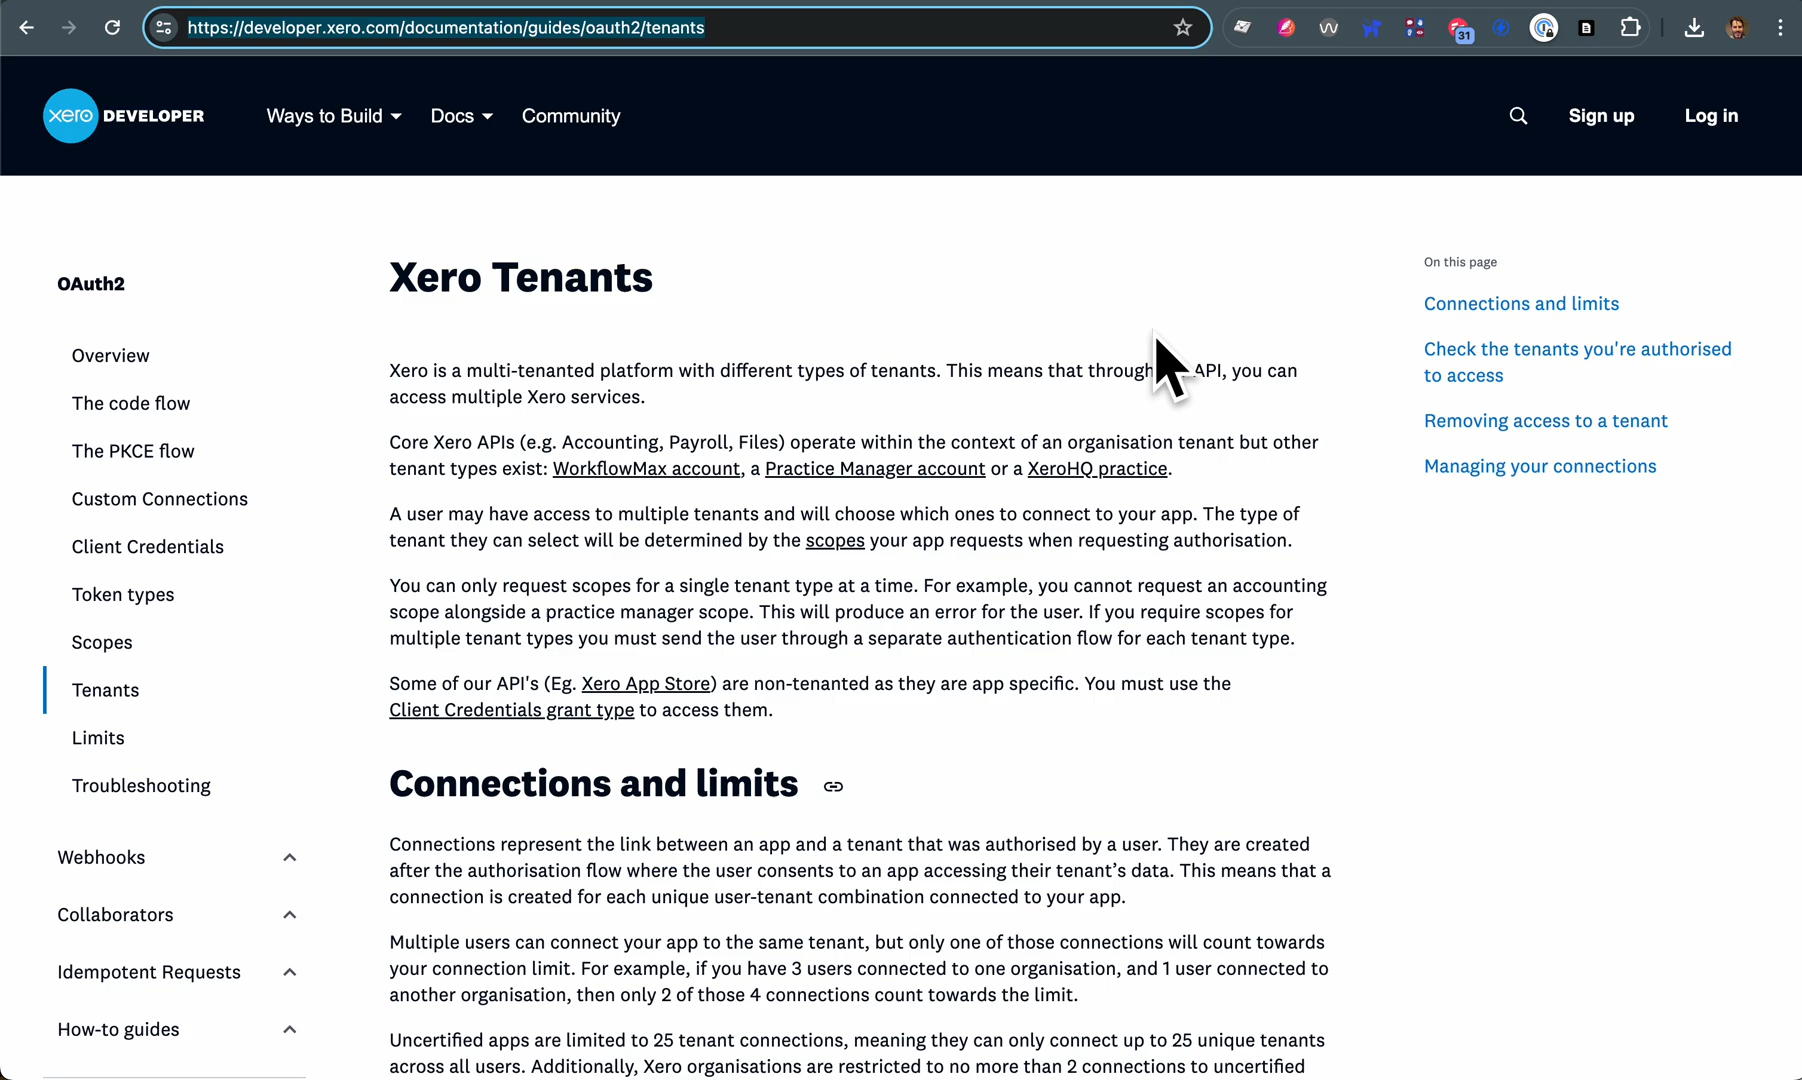 https://developer.xero.com/documentation/guides/oauth2/tenants
31
xero DEVELOPER
Ways to Build
Docs
Community
Sign up
Log in
OAuth2
Overview
The code flow
The PKCE flow
Custom Connections
Client Credentials
Token types
Scopes
Tenants
Limits
Troubleshooting
Webhooks
Collaborators
Idempotent Requests
How-to guides
Xero Tenants
Xero is a multi-tenanted platform with different types of tenants. This means that through API, you can
access multiple Xero services.
Core Xero APIs (e.g. Accounting, Payroll, Files) operate within the context of an organisation tenant but other
tenant types exist: WorkflowMax account, a Practice Manager account or a XeroHQ practice.
A user may have access to multiple tenants and will choose which ones to connect to your app. The type of
tenant they can select will be determined by the scopes your app requests when requesting authorisation.
You can only request scopes for a single tenant type at a time. For example, you cannot request an accounting
scope alongside a practice manager scope. This will produce an error for the user. If you require scopes for
multiple tenant types you must send the user through a separate authentication flow for each tenant type.
Some of our API's (Eg. Xero App Store) are non-tenanted as they are app specific. You must use the
Client Credentials grant type to access them.
Connections and limits
Connections represent the link between an app and a tenant that was authorised by a user. They are created
after the authorisation flow where the user consents to an app accessing their tenant’s data. This means that a
connection is created for each unique user-tenant combination connected to your app.
Multiple users can connect your app to the same tenant, but only one of those connections will count towards
your connection limit. For example, if you have 3 users connected to one organisation, and 1 user connected to
another organisation, then only 2 of those 4 connections count towards the limit.
Uncertified apps are limited to 25 tenant connections, meaning they can only connect up to 25 unique tenants
across all users. Additionally, Xero organisations are restricted to no more than 2 connections to uncertified
On this page
Connections and limits
Check the tenants you're authorised
to access
Removing access to a tenant
Managing your connections